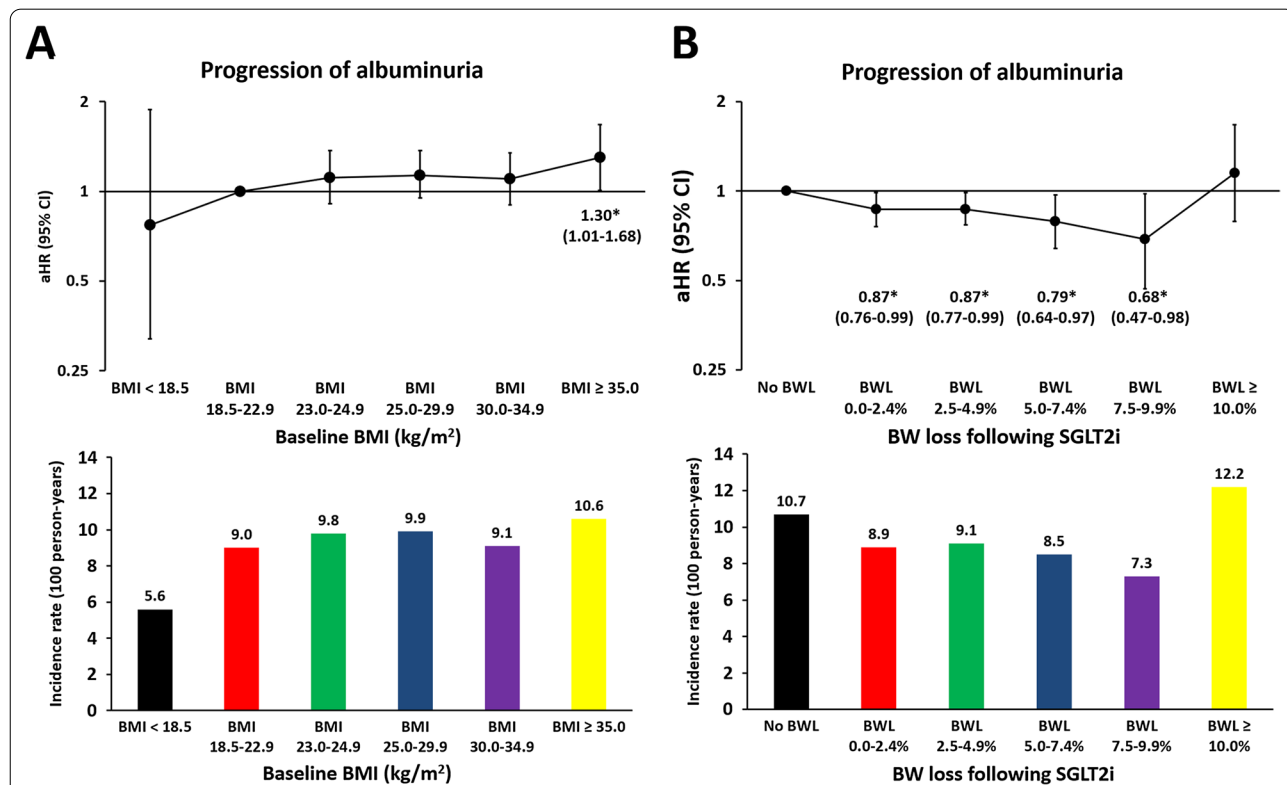 A
Progression of albuminuria
aHR (95% CI)
2
1
0.5
0.25
1.30*
(1.01-1.68)
BMI < 18.5
BMI
18.5-22.9
BMI
23.0-24.9
BMI
25.0-29.9
BMI
30.0-34.9
BMI ≥ 35.0
Baseline BMI (kg/m²)
Incidence rate (100 person-years)
14
12
10
8
6
4
2
0
5.6
9.0
9.8
9.9
9.1
10.6
BMI < 18.5
BMI
18.5-22.9
BMI
23.0-24.9
BMI
25.0-29.9
BMI
30.0-34.9
BMI ≥ 35.0
Baseline BMI (kg/m²)
B
Progression of albuminuria
aHR (95% CI)
2
1
0.5
0.25
0.87*
(0.76-0.99)
0.87*
(0.77-0.99)
0.79*
(0.64-0.97)
0.68*
(0.47-0.98)
No BWL
BWL
0.0-2.4%
BWL
2.5-4.9%
BWL
5.0-7.4%
BWL
7.5-9.9%
BWL ≥
10.0%
BW loss following SGLT2i
Incidence rate (100 person-years)
14
12
10
8
6
4
2
0
10.7
8.9
9.1
8.5
7.3
12.2
No BWL
BWL
0.0-2.4%
BWL
2.5-4.9%
BWL
5.0-7.4%
BWL
7.5-9.9%
BWL ≥
10.0%
BW loss following SGLT2i